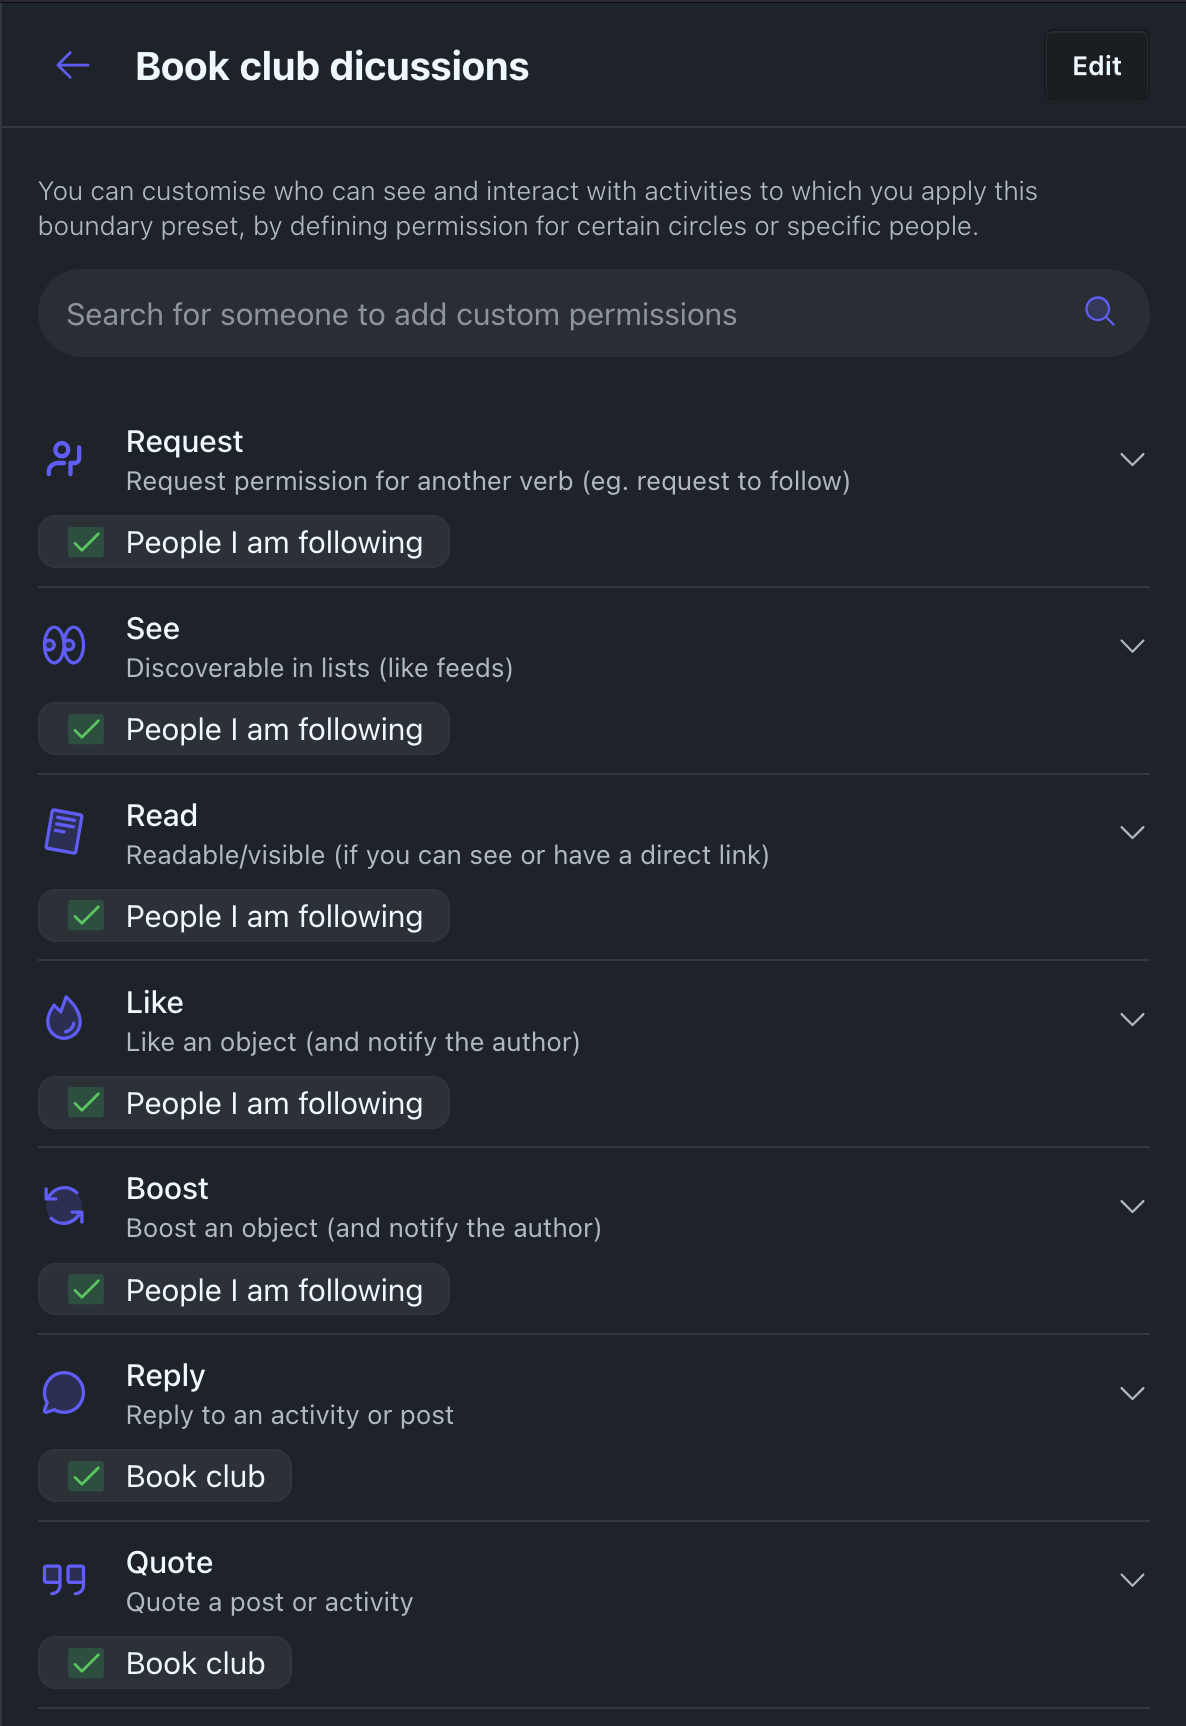 Book club dicussions
Edit
You can customise who can see and interact with activities to which you apply this
boundary preset, by defining permission for certain circles or specific people.
Search for someone to add custom permissions
Request
Request permission for another verb (eg. request to follow)
People I am following
See
Discoverable in lists (like feeds)
People I am following
Read
Readable/visible (if you can see or have a direct link)
People I am following
Like
Like an object (and notify the author)
People I am following
Boost
Boost an object (and notify the author)
People I am following
Reply
Reply to an activity or post
Book club
Quote
Quote a post or activity
Book club